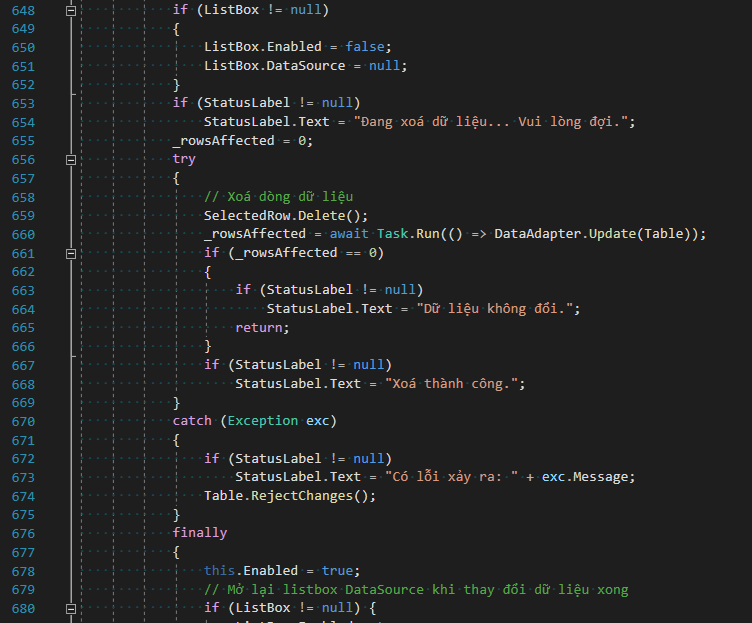 648 if (ListBox != null)
649 {
650 ListBox.Enabled = false;
651 ListBox.DataSource = null;
652 }
653 if (StatusLabel != null)
654 StatusLabel.Text = "Đang xoá dữ liệu... Vui lòng đợi.";
655 _rowsAffected = 0;
656 try
657 {
658 // Xoá dòng dữ liệu
659 SelectedRow.Delete();
660 _rowsAffected = await Task.Run(() => DataAdapter.Update(Table));
661 if (_rowsAffected == 0)
662 {
663 if (StatusLabel != null)
664 StatusLabel.Text = "Dữ liệu không đổi.";
665 return;
666 }
667 if (StatusLabel != null)
668 StatusLabel.Text = "Xoá thành công.";
669 }
670 catch (Exception exc)
671 {
672 if (StatusLabel != null)
673 StatusLabel.Text = "Có lỗi xảy ra: " + exc.Message;
674 Table.RejectChanges();
675 }
676 finally
677 {
678 this.Enabled = true;
679 // Mở lại listbox DataSource khi thay đổi dữ liệu xong
680 if (ListBox != null) {